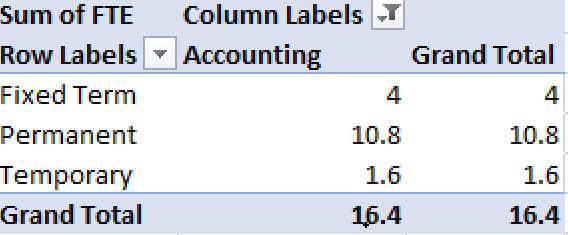 Sum of FTE Column Labels
Row Labels Accounting Grand Total
Fixed Term 4 4
Permanent 10.8 10.8
Temporary 1.6 1.6
Grand Total 16.4 16.4